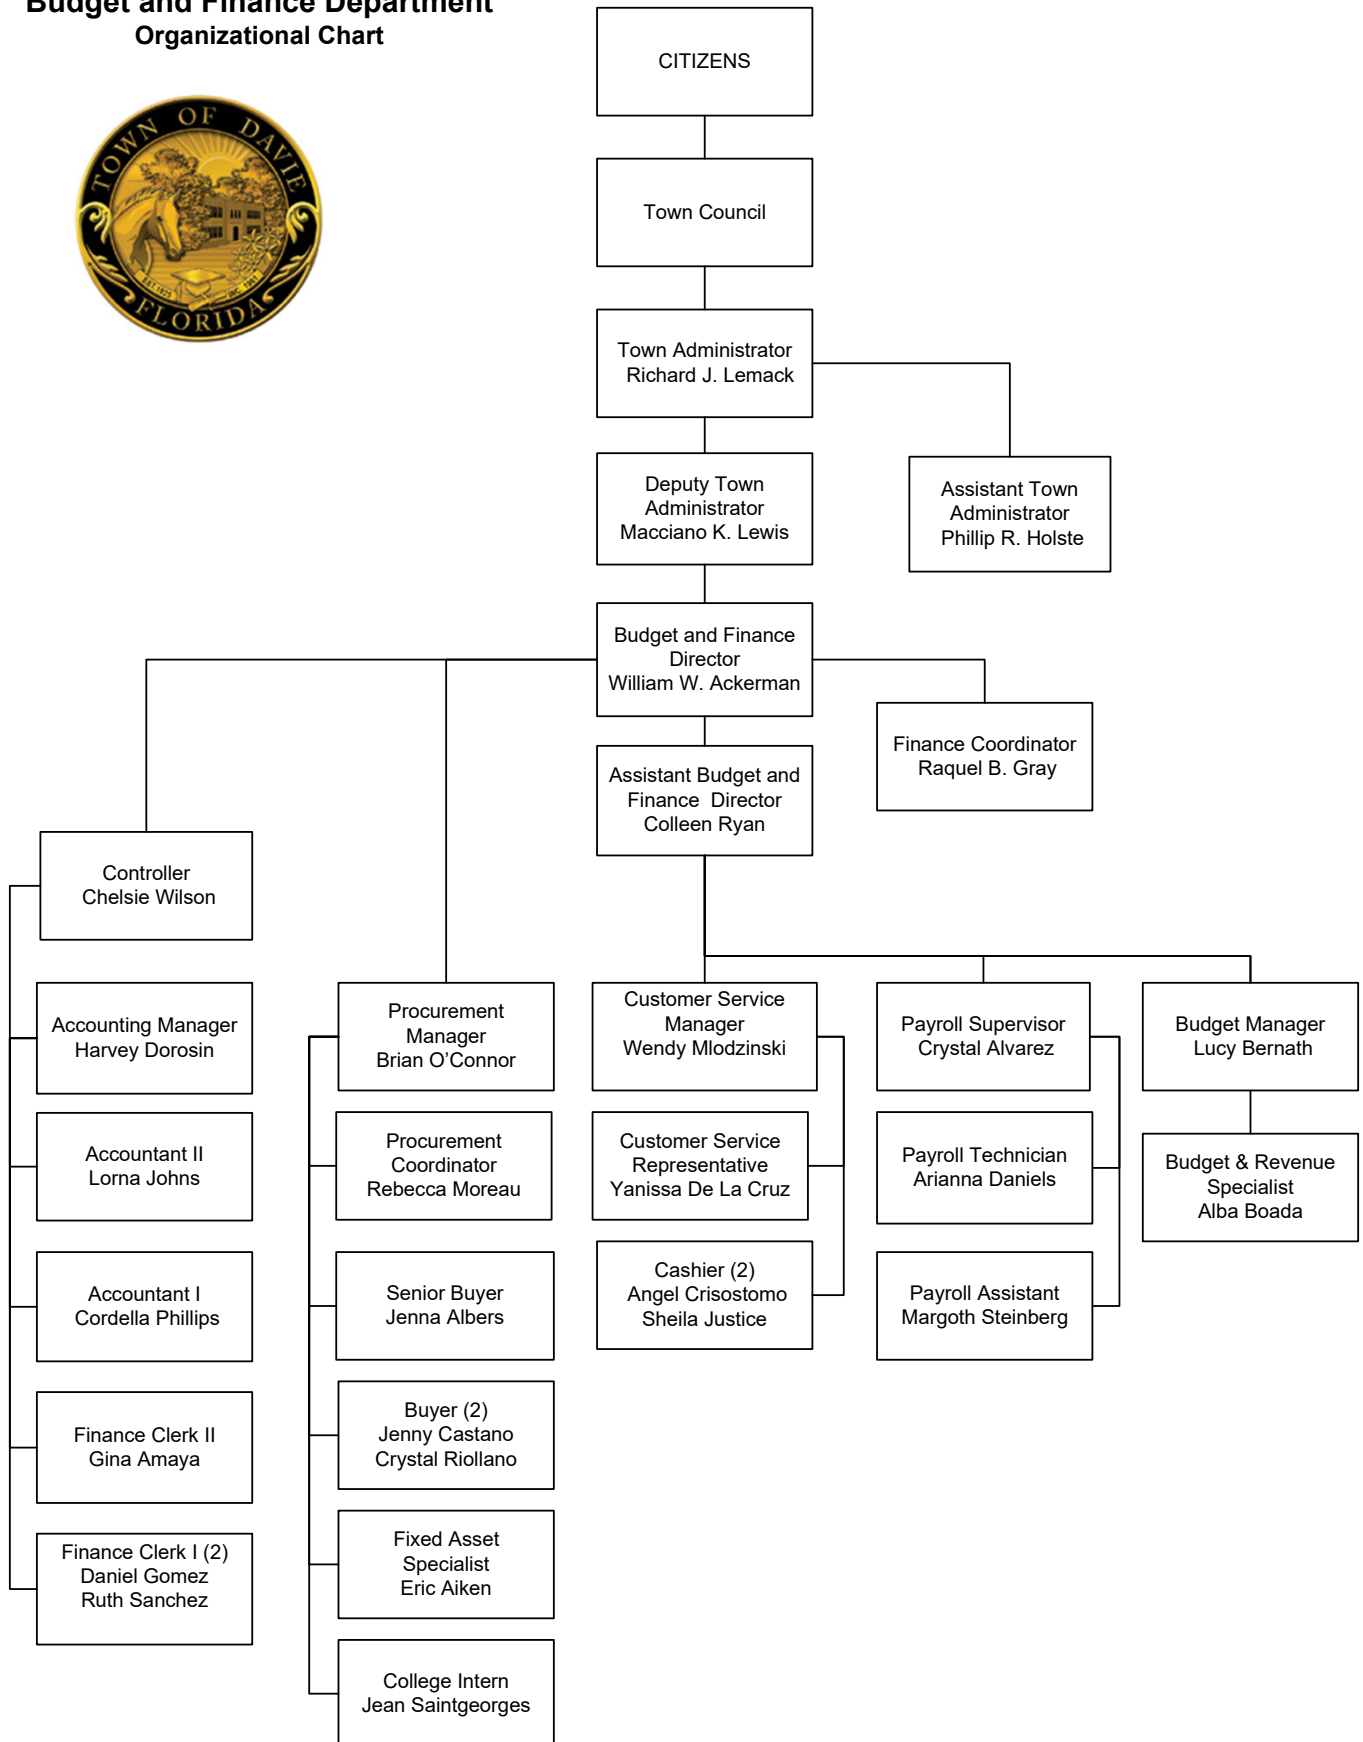 Budget and Finance Department
Organizational Chart
TOWN OF DAVIE
EST. 1925
INC. 1961
FLORIDA
CITIZENS
Town Council
Town Administrator
Richard J. Lemack
Deputy Town
Administrator
Macciano K. Lewis
Assistant Town
Administrator
Phillip R. Holste
Budget and Finance
Director
William W. Ackerman
Finance Coordinator
Raquel B. Gray
Assistant Budget and
Finance Director
Colleen Ryan
Controller
Chelsie Wilson
Accounting Manager
Harvey Dorosin
Accountant II
Lorna Johns
Accountant I
Cordella Phillips
Finance Clerk II
Gina Amaya
Finance Clerk I (2)
Daniel Gomez
Ruth Sanchez
Procurement
Manager
Brian O’Connor
Procurement
Coordinator
Rebecca Moreau
Senior Buyer
Jenna Albers
Buyer (2)
Jenny Castano
Crystal Riollano
Fixed Asset
Specialist
Eric Aiken
College Intern
Jean Saintgeorges
Customer Service
Manager
Wendy Mlodzinski
Customer Service
Representative
Yanissa De La Cruz
Cashier (2)
Angel Crisostomo
Sheila Justice
Payroll Supervisor
Crystal Alvarez
Payroll Technician
Arianna Daniels
Payroll Assistant
Margoth Steinberg
Budget Manager
Lucy Bernath
Budget & Revenue
Specialist
Alba Boada